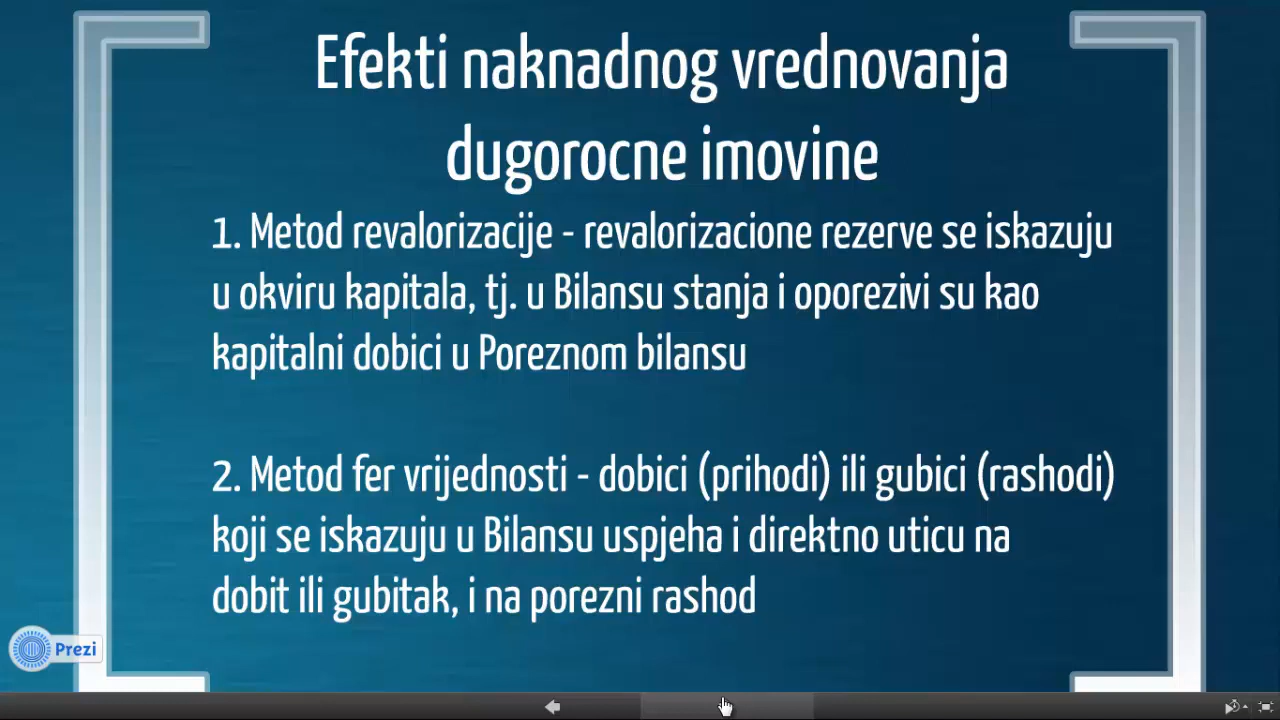 Efekti naknadnog vrednovanja
dugorocne imovine
1. Metod revalorizacije - revalorizacione rezerve se iskazuju
u okviru kapitala, tj. u Bilansu stanja i oporezivi su kao
kapitalni dobici u Poreznom bilansu
2. Metod fer vrijednosti - dobici (prihodi) ili gubici (rashodi)
koji se iskazuju u Bilansu uspjeha i direktno uticu na
dobit ili gubitak, i na porezni rashod
Prezi